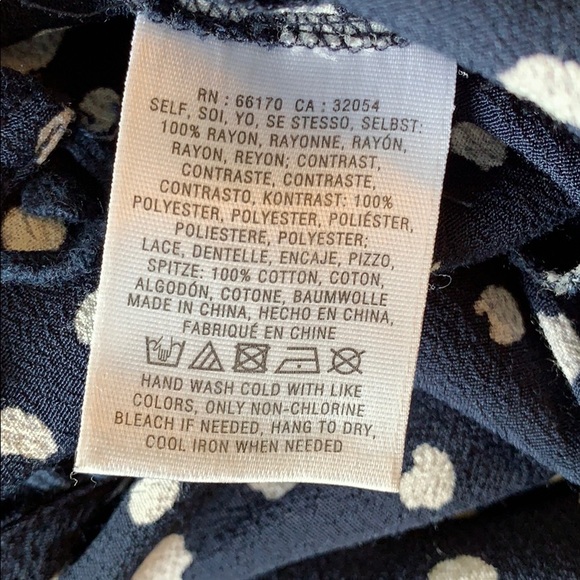 RN : 66170 CA : 32054
SELF, SOI, YO, SE STESSO, SELBST:
100% RAYON, RAYONNE, RAYÓN,
RAYON, REYON; CONTRAST,
CONTRASTE, CONTRASTE,
CONTRASTO, KONTRAST: 100%
POLYESTER, POLYESTER, POLIÉSTER,
POLIESTERE, POLYESTER;
LACE, DENTELLE, ENCAJE, PIZZO,
SPITZE: 100% COTTON, COTON,
ALGODÓN, COTONE, BAUMWOLLE
MADE IN CHINA, HECHO EN CHINA,
FABRIQUÉ EN CHINE
HAND WASH COLD WITH LIKE
COLORS, ONLY NON-CHLORINE
BLEACH IF NEEDED, HANG TO DRY,
COOL IRON WHEN NEEDED